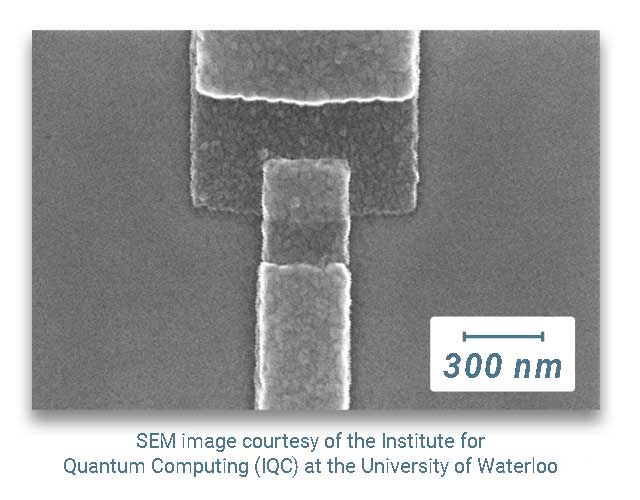 300 nm
SEM image courtesy of the Institute for
Quantum Computing (IQC) at the University of Waterloo